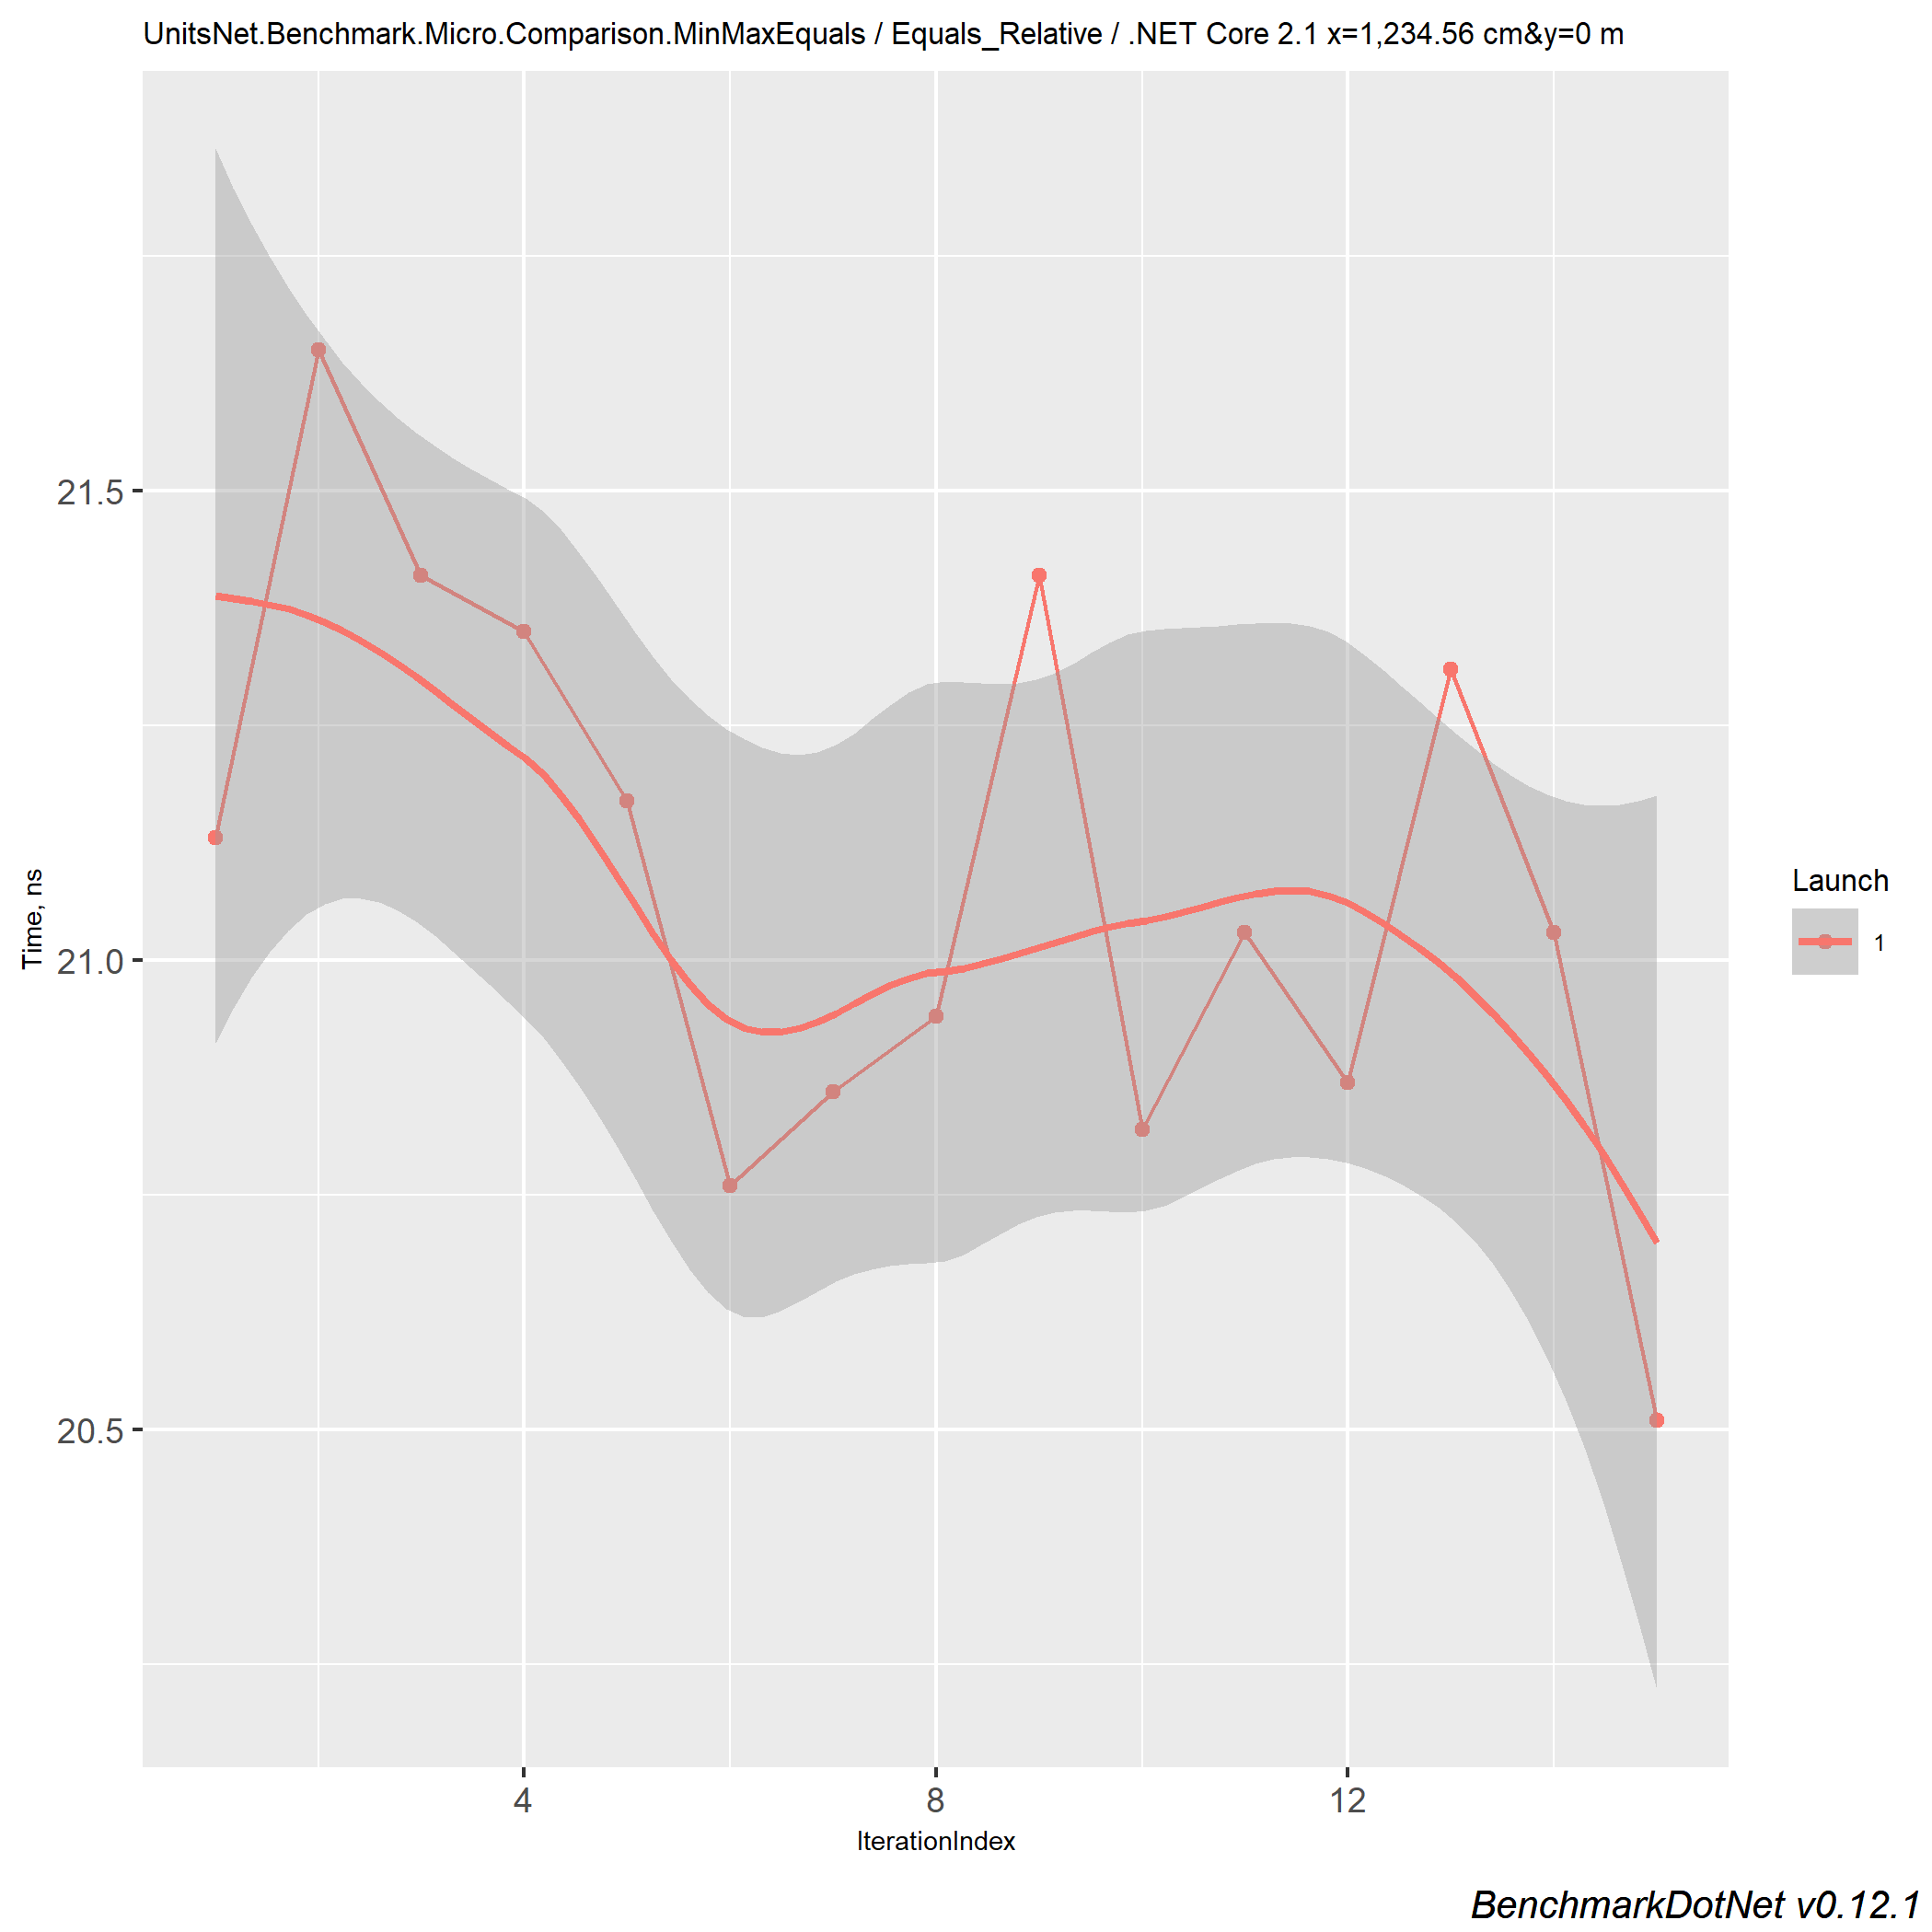 UnitsNet.Benchmark.Micro.Comparison.MinMaxEquals / Equals_Relative / .NET Core 2.1 x=1,234.56 cm&y=0 m
21.5
21.0
20.5
Time, ns
4 8 12
IterationIndex
Launch
1
BenchmarkDotNet v0.12.1